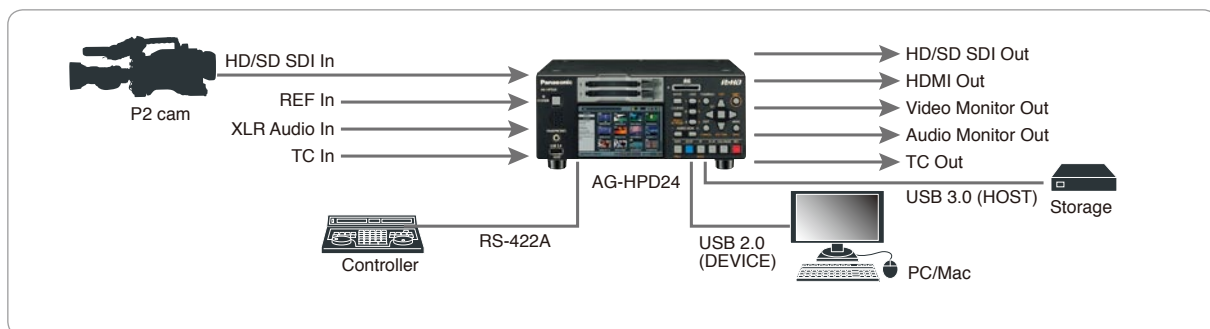 HD/SD SDI In
P2 cam
REF In
XLR Audio In
TC In
Panasonic
P2HD
HD/SD SDI Out
HDMI Out
Video Monitor Out
Audio Monitor Out
TC Out
AG-HPD24
USB 3.0 (HOST)
Storage
RS-422A
Controller
USB 2.0
(DEVICE)
PC/Mac